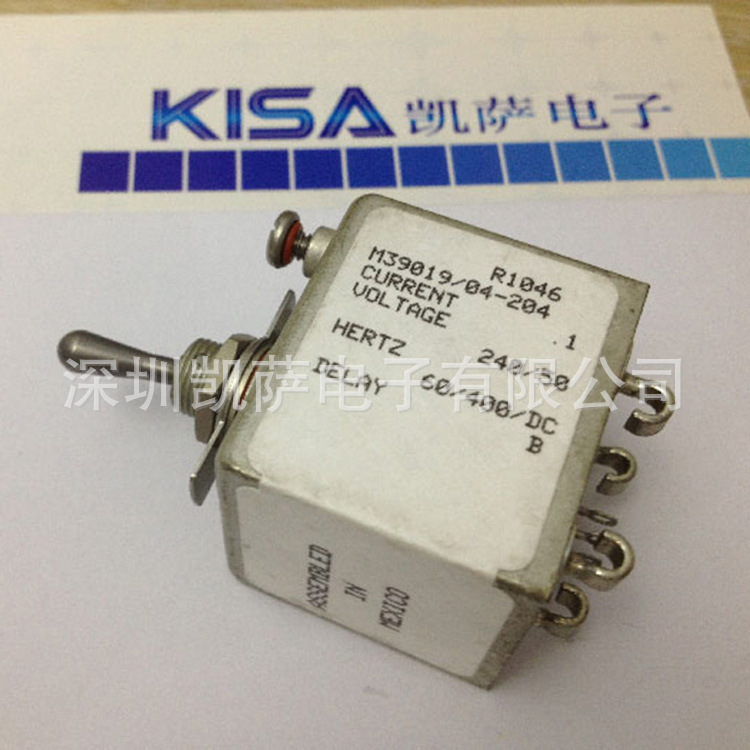 KISA 凯萨电子
R1046
M39019/04-204
CURRENT .1
VOLTAGE 240/50
HERTZ 60/400/DC
DELAY B
深圳凯萨电子有限公司
ASSEMBLED
IN
MEXICO